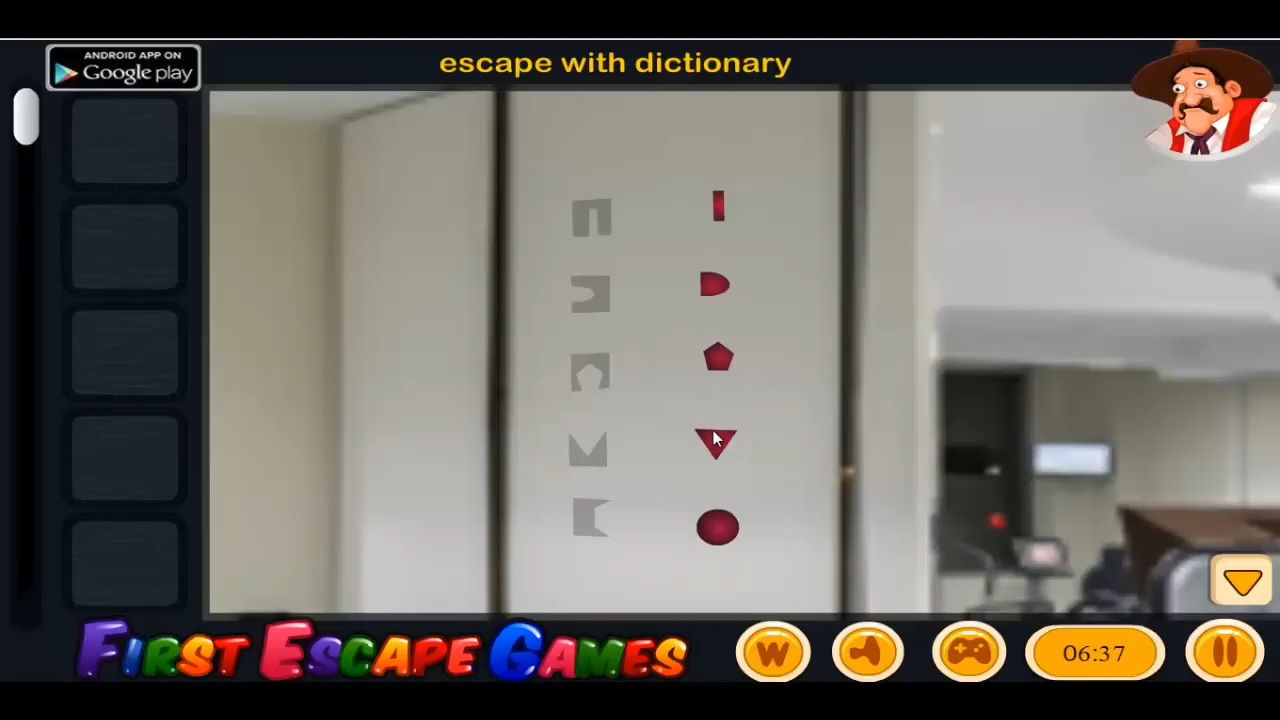 ANDROID APP ON
Google play
escape with dictionary
FIRST ESCAPE GAMES
W
06:37